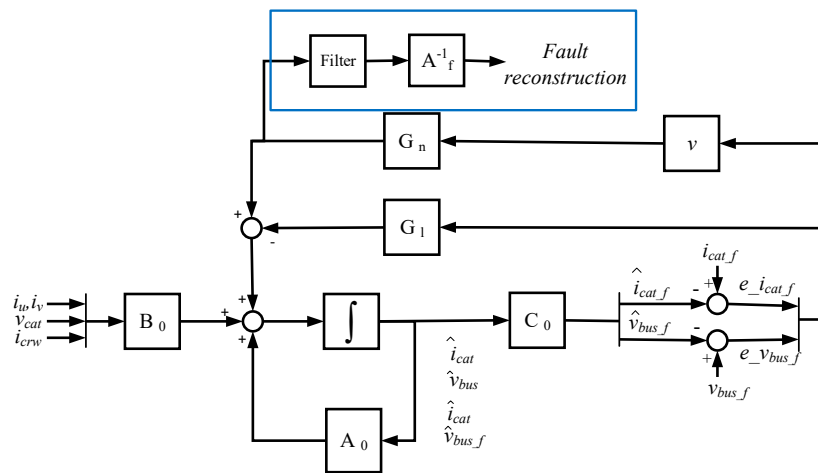 Filter
A⁻¹f
Fault
reconstruction
Gn
v
+
-
Gl
icat_f
+
îcat_f
-
e_icat_f
iu,iv
vcat
icrw
B0
+
+
+
∫
C0
v̂bus_f
-
e_vbus_f
+
vbus_f
îcat
v̂bus
îcat
v̂bus_f
A0